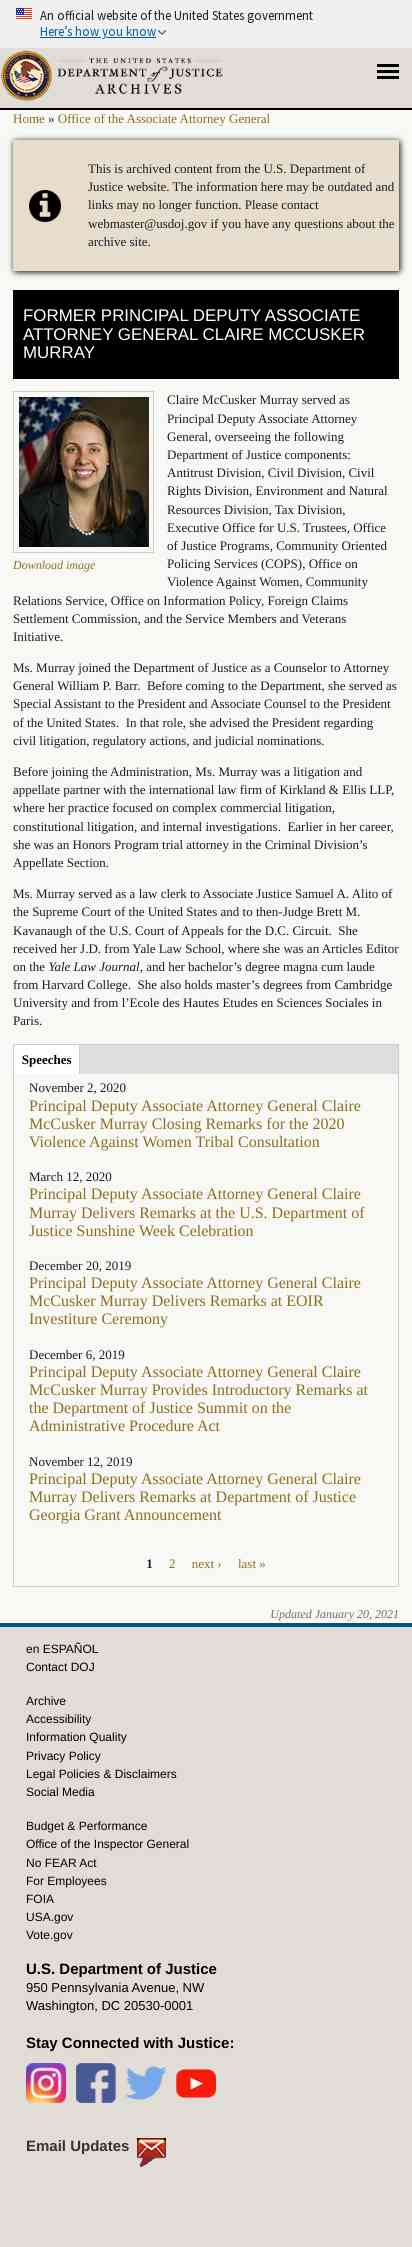 An official website of the United States government
Here's how you know
THE UNITED STATES
DEPARTMENT of JUSTICE
ARCHIVES
Home » Office of the Associate Attorney General
This is archived content from the U.S. Department of
Justice website. The information here may be outdated and
links may no longer function. Please contact
webmaster@usdoj.gov if you have any questions about the
archive site.
FORMER PRINCIPAL DEPUTY ASSOCIATE
ATTORNEY GENERAL CLAIRE MCCUSKER
MURRAY
Download image
Claire McCusker Murray served as
Principal Deputy Associate Attorney
General, overseeing the following
Department of Justice components:
Antitrust Division, Civil Division, Civil
Rights Division, Environment and Natural
Resources Division, Tax Division,
Executive Office for U.S. Trustees, Office
of Justice Programs, Community Oriented
Policing Services (COPS), Office on
Violence Against Women, Community
Relations Service, Office on Information Policy, Foreign Claims
Settlement Commission, and the Service Members and Veterans
Initiative.
Ms. Murray joined the Department of Justice as a Counselor to Attorney
General William P. Barr.  Before coming to the Department, she served as
Special Assistant to the President and Associate Counsel to the President
of the United States.  In that role, she advised the President regarding
civil litigation, regulatory actions, and judicial nominations.
Before joining the Administration, Ms. Murray was a litigation and
appellate partner with the international law firm of Kirkland & Ellis LLP,
where her practice focused on complex commercial litigation,
constitutional litigation, and internal investigations.  Earlier in her career,
she was an Honors Program trial attorney in the Criminal Division's
Appellate Section.
Ms. Murray served as a law clerk to Associate Justice Samuel A. Alito of
the Supreme Court of the United States and to then-Judge Brett M.
Kavanaugh of the U.S. Court of Appeals for the D.C. Circuit.  She
received her J.D. from Yale Law School, where she was an Articles Editor
on the Yale Law Journal, and her bachelor's degree magna cum laude
from Harvard College.  She also holds master's degrees from Cambridge
University and from l'Ecole des Hautes Etudes en Sciences Sociales in
Paris.
Speeches
November 2, 2020
Principal Deputy Associate Attorney General Claire
McCusker Murray Closing Remarks for the 2020
Violence Against Women Tribal Consultation
March 12, 2020
Principal Deputy Associate Attorney General Claire
Murray Delivers Remarks at the U.S. Department of
Justice Sunshine Week Celebration
December 20, 2019
Principal Deputy Associate Attorney General Claire
McCusker Murray Delivers Remarks at EOIR
Investiture Ceremony
December 6, 2019
Principal Deputy Associate Attorney General Claire
McCusker Murray Provides Introductory Remarks at
the Department of Justice Summit on the
Administrative Procedure Act
November 12, 2019
Principal Deputy Associate Attorney General Claire
Murray Delivers Remarks at Department of Justice
Georgia Grant Announcement
1 2 next › last »
Updated January 20, 2021
en ESPAÑOL
Contact DOJ
Archive
Accessibility
Information Quality
Privacy Policy
Legal Policies & Disclaimers
Social Media
Budget & Performance
Office of the Inspector General
No FEAR Act
For Employees
FOIA
USA.gov
Vote.gov
U.S. Department of Justice
950 Pennsylvania Avenue, NW
Washington, DC 20530-0001
Stay Connected with Justice:
Email Updates